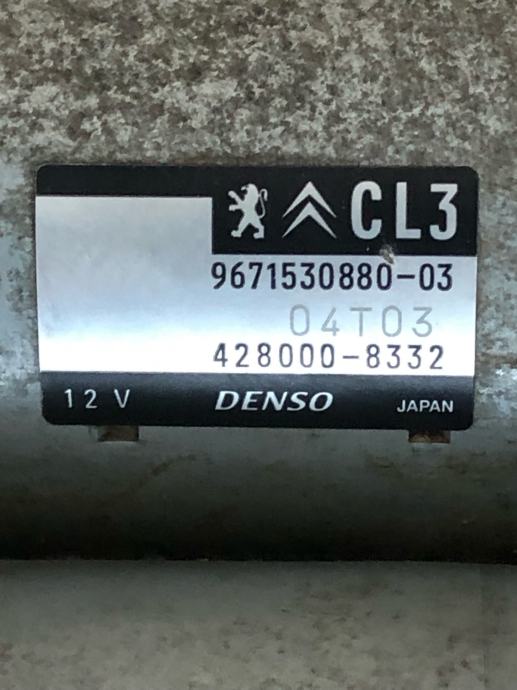 CL3
9671530880-03
04T03
428000-8332
12 V DENSO JAPAN